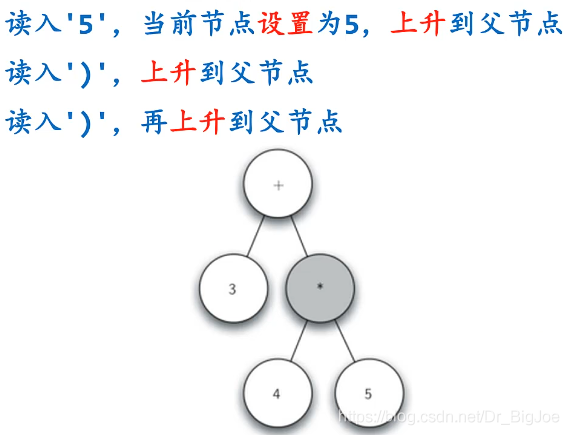 读入'5', 当前节点设置为5, 上升到父节点
读入')', 上升到父节点
读入')', 再上升到父节点
+
3
*
4
5
https://blog.csdn.net/Dr_BigJoe